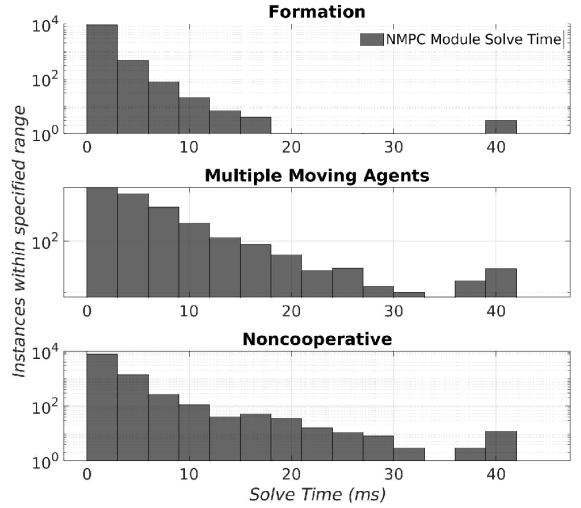 Formation
NMPC Module Solve Time
10^4
10^2
10^0
0 10 20 30 40
Multiple Moving Agents
10^2
0 10 20 30 40
Noncooperative
10^4
10^2
10^0
0 10 20 30 40
Solve Time (ms)
Instances within specified range